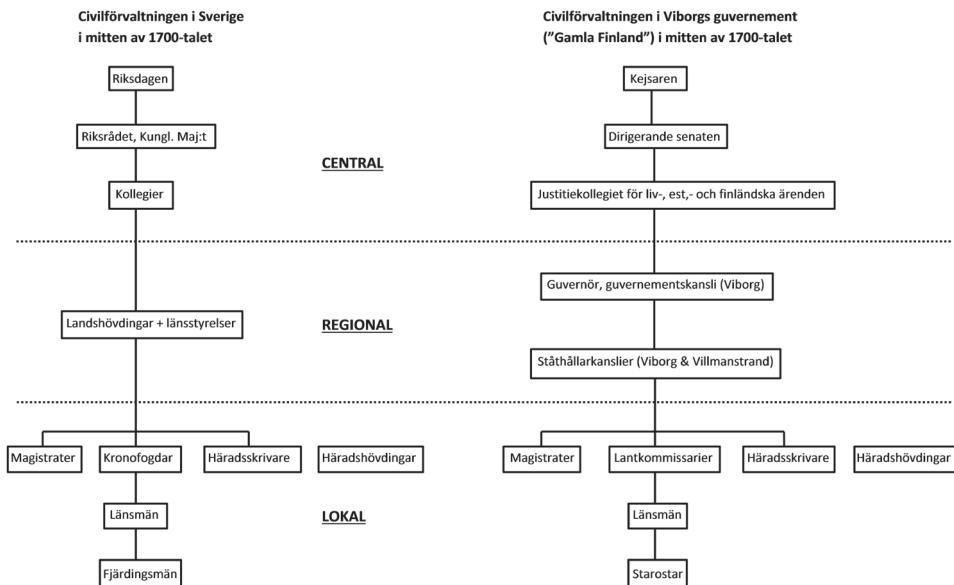 Civilförvaltningen i Sverige
i mitten av 1700-talet
Riksdagen
Riksrådet, Kungl. Maj:t
Kollegier
Landshövdingar + länsstyrelser
Magistrater
Kronofogdar
Häradsskrivare
Häradshövdingar
Länsmän
Fjärdingsmän
CENTRAL
REGIONAL
LOKAL
Civilförvaltningen i Viborgs guvernement
(”Gamla Finland”) i mitten av 1700-talet
Kejsaren
Dirigerande senaten
Justitiekollegiet för liv-, est,- och finländska ärenden
Guvernör, guvernementskansli (Viborg)
Ståthållarkanslier (Viborg & Villmanstrand)
Magistrater
Lantkommissarier
Häradsskrivare
Häradshövdingar
Länsmän
Starostar